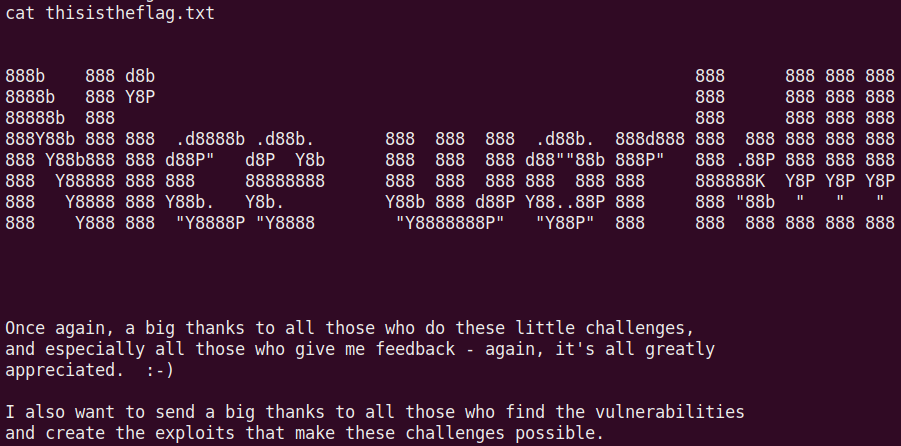 cat thisistheflag.txt
888b    888 d8b                                                      888      888 888 888
8888b   888 Y8P                                                      888      888 888 888
88888b  888                                                          888      888 888 888
888Y88b 888 888  .d8888b .d88b.       888  888  888  .d88b.  888d888 888  888 888 888 888
888 Y88b888 888 d88P"   d8P  Y8b      888  888  888 d88""88b 888P"   888 .88P 888 888 888
888  Y88888 888 888     88888888      888  888  888 888  888 888     888888K  Y8P Y8P Y8P
888   Y8888 888 Y88b.   Y8b.          Y88b 888 d88P Y88..88P 888     888 "88b  "   "   "
888    Y888 888  "Y8888P "Y8888        "Y8888888P"   "Y88P"  888     888  888 888 888 888
Once again, a big thanks to all those who do these little challenges,
and especially all those who give me feedback - again, it's all greatly
appreciated.  :-)
I also want to send a big thanks to all those who find the vulnerabilities
and create the exploits that make these challenges possible.